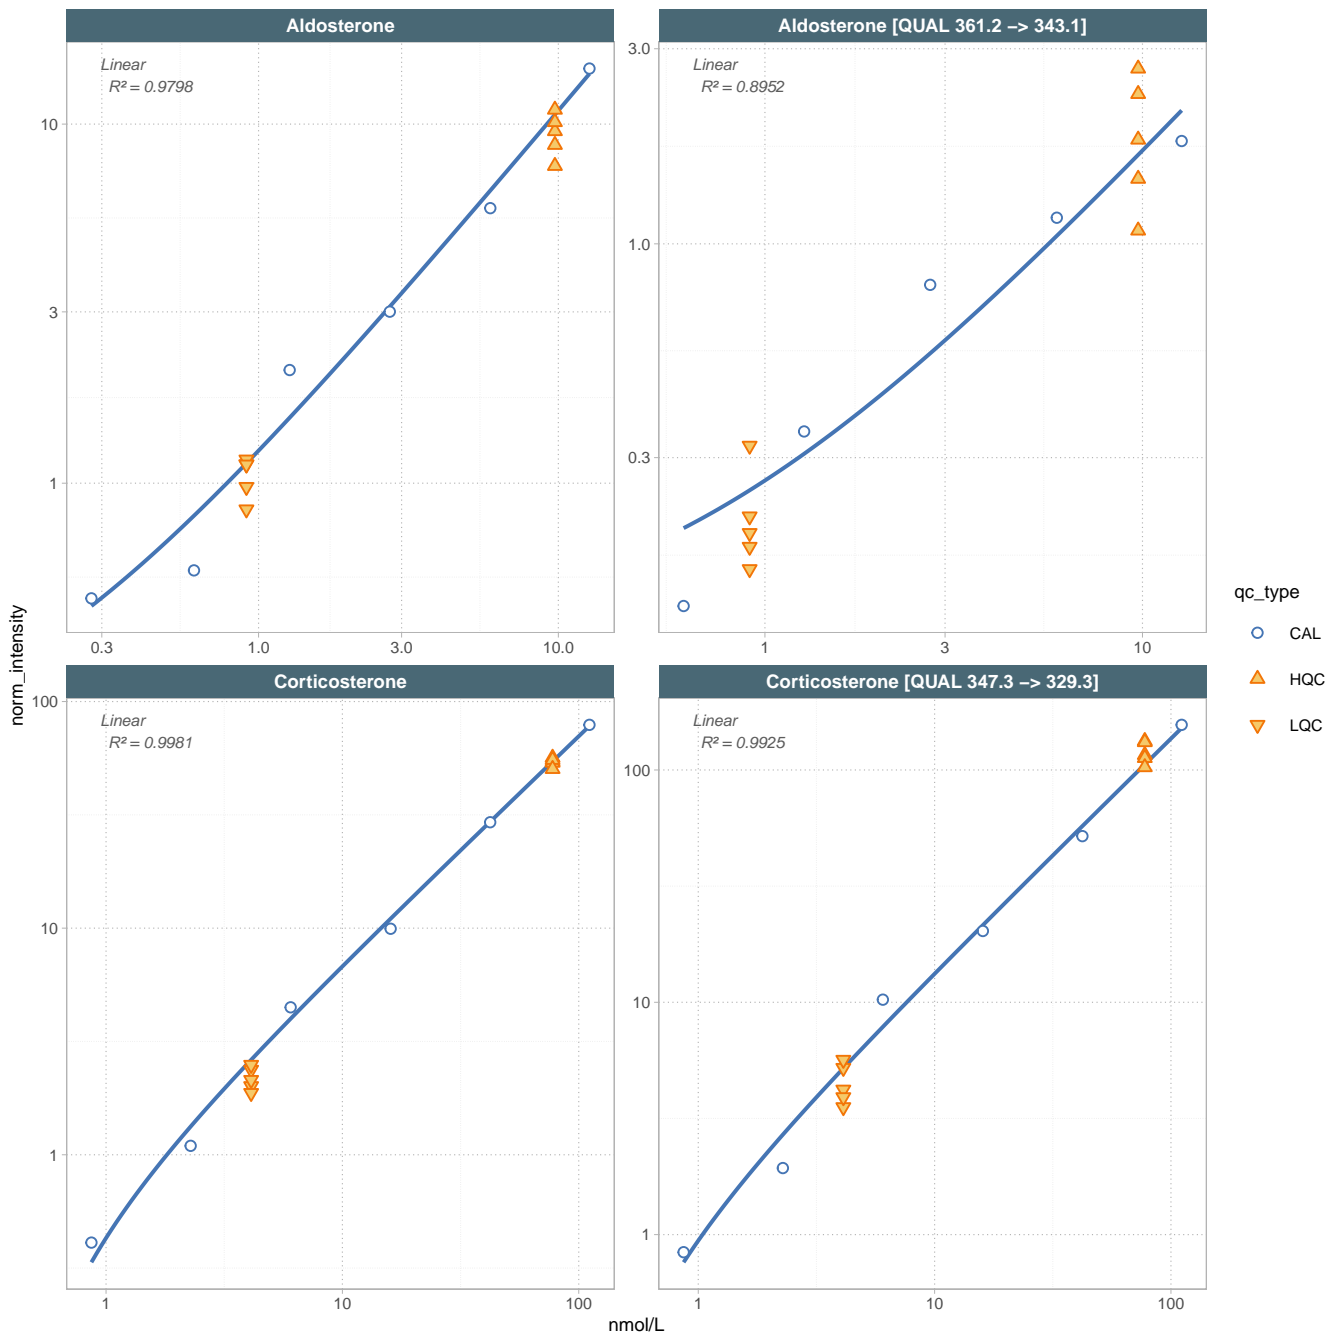 Aldosterone
Linear
R² = 0.9798
10
3
1
0.3
1.0
3.0
10.0
Aldosterone [QUAL 361.2 −> 343.1]
Linear
R² = 0.8952
3.0
1.0
0.3
1
3
10
Corticosterone
Linear
R² = 0.9981
100
10
1
1
10
100
Corticosterone [QUAL 347.3 −> 329.3]
Linear
R² = 0.9925
100
10
1
1
10
100
norm_intensity
nmol/L
qc_type
CAL
HQC
LQC